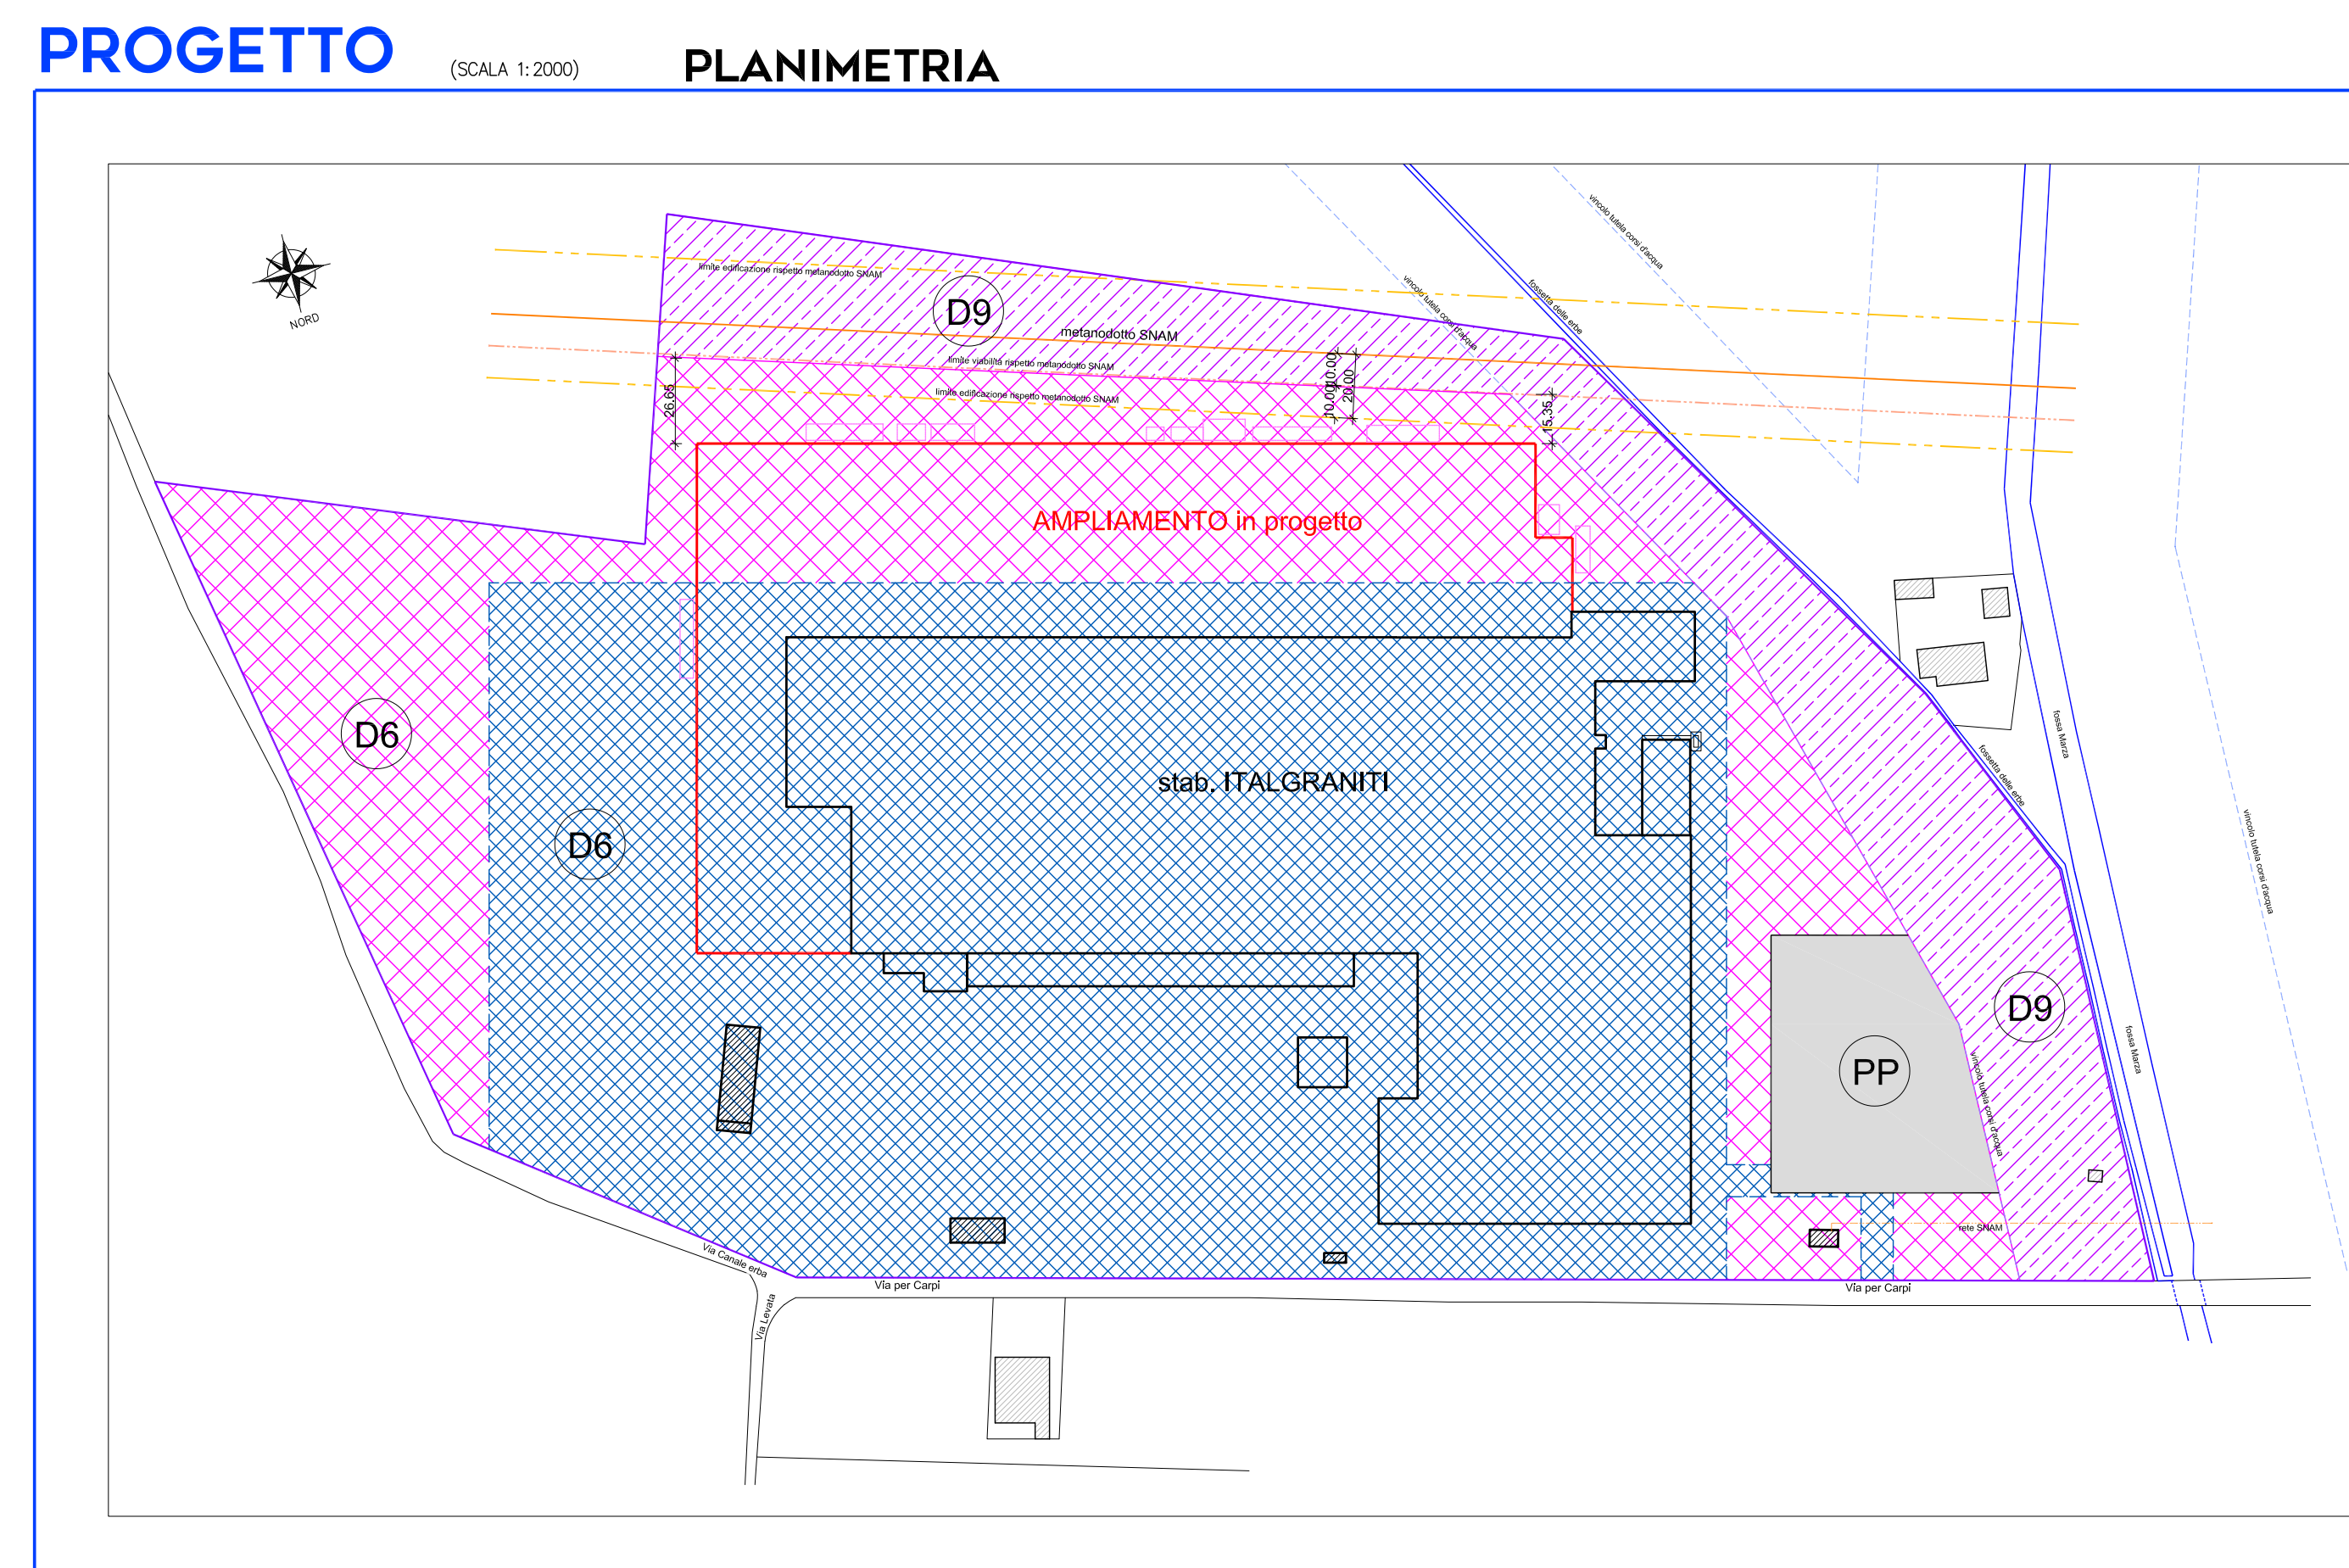 PROGETTO
(SCALA 1:2000)
PLANIMETRIA
NORD
limite edificazione rispetto metanodotto SNAM
D9
metanodotto SNAM
limite viabilità rispetto metanodotto SNAM
limite edificazione rispetto metanodotto SNAM
26.65
10.00
10.00
20.00
15.35
vincolo tutela corsi d'acqua
vincolo tutela corsi d'acqua
fossetta delle erbe
AMPLIAMENTO in progetto
D6
D6
stab. ITALGRANITI
fossa Marza
fossetta delle erbe
vincolo tutela corsi d'acqua
D9
PP
fossa Marza
vincolo tutela corsi d'acqua
rete SNAM
Via Canale erba
Via per Carpi
Via per Carpi
Via Levata